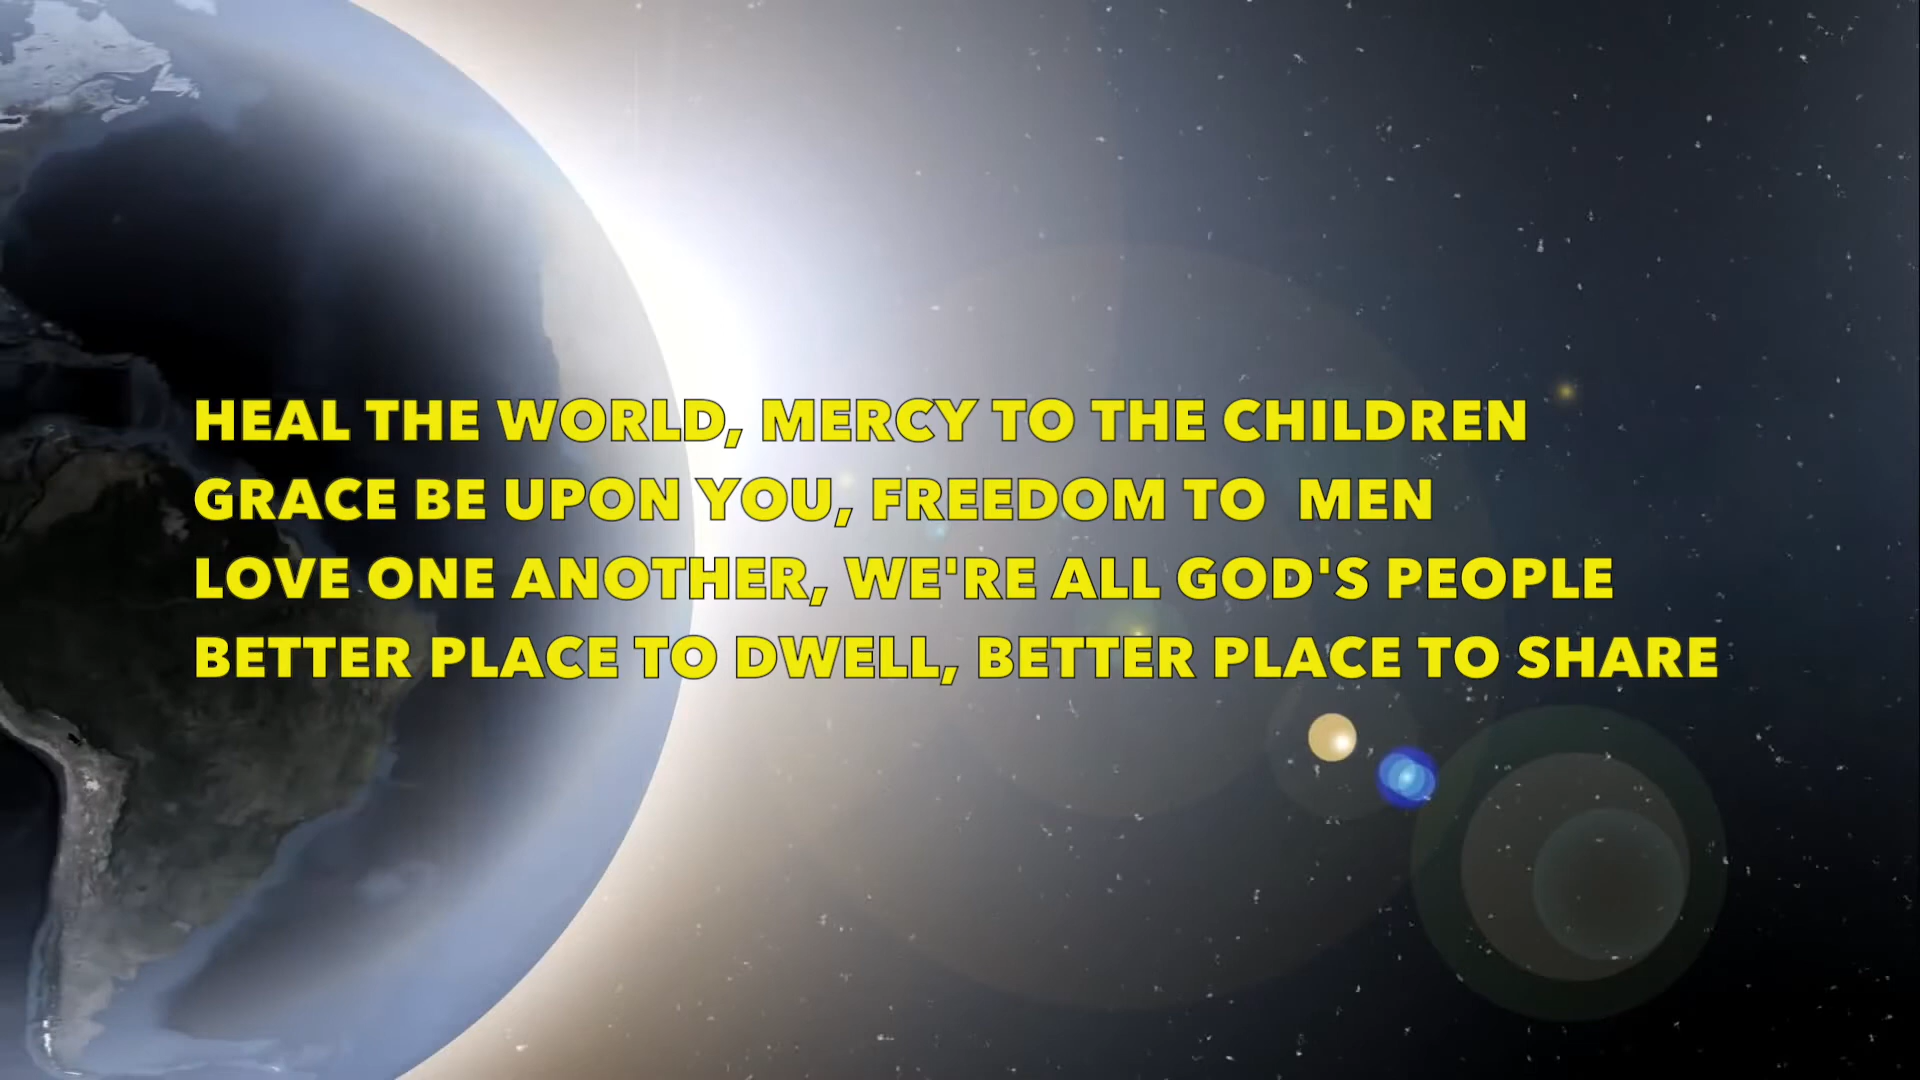 HEAL THE WORLD, MERCY TO THE CHILDREN
GRACE BE UPON YOU, FREEDOM TO  MEN
LOVE ONE ANOTHER, WE'RE ALL GOD'S PEOPLE
BETTER PLACE TO DWELL, BETTER PLACE TO SHARE